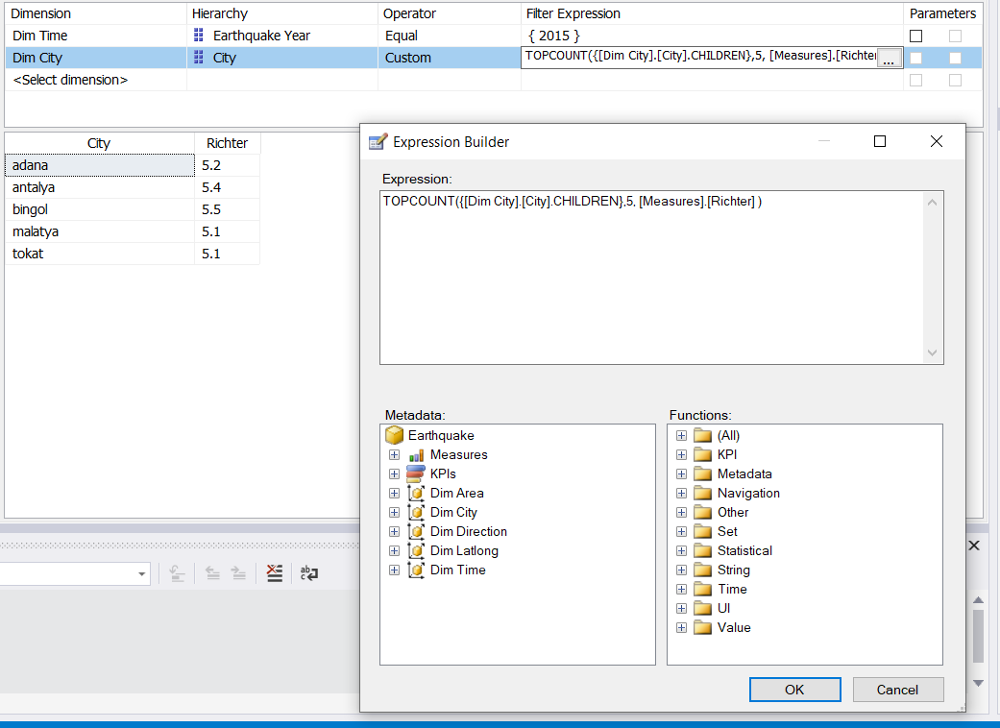 Dimension Hierarchy Operator Filter Expression Parameters
Dim Time Earthquake Year Equal { 2015 }
Dim City City Custom TOPCOUNT({[Dim City].[City].CHILDREN},5, [Measures].[Richter ...
<Select dimension>
City Richter
adana 5.2
antalya 5.4
bingol 5.5
malatya 5.1
tokat 5.1
Expression Builder
Expression:
TOPCOUNT({[Dim City].[City].CHILDREN},5, [Measures].[Richter] )
Metadata:
Earthquake
Measures
KPIs
Dim Area
Dim City
Dim Direction
Dim Latlong
Dim Time
Functions:
(All)
KPI
Metadata
Navigation
Other
Set
Statistical
String
Time
UI
Value
OK Cancel
ab
c